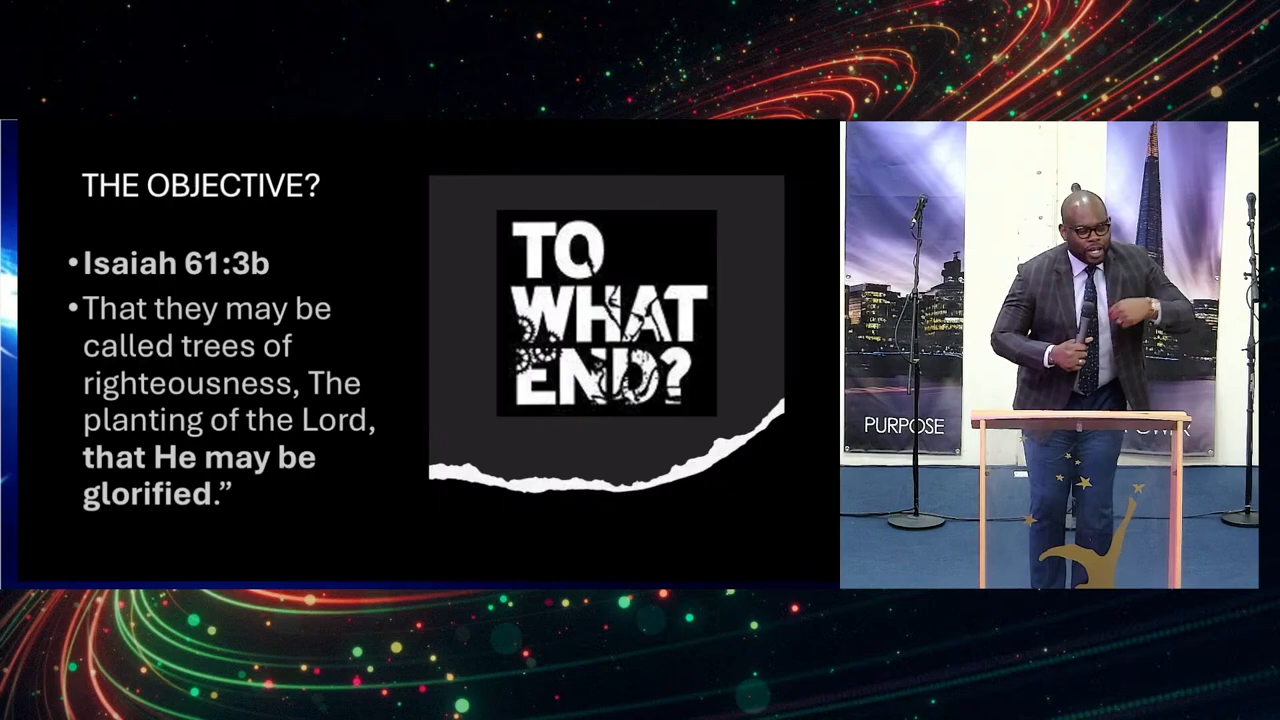 THE OBJECTIVE?
•Isaiah 61:3b
•That they may be
called trees of
righteousness, The
planting of the Lord,
that He may be
glorified.”
TO
WHAT
END?
PURPOSE
POWER